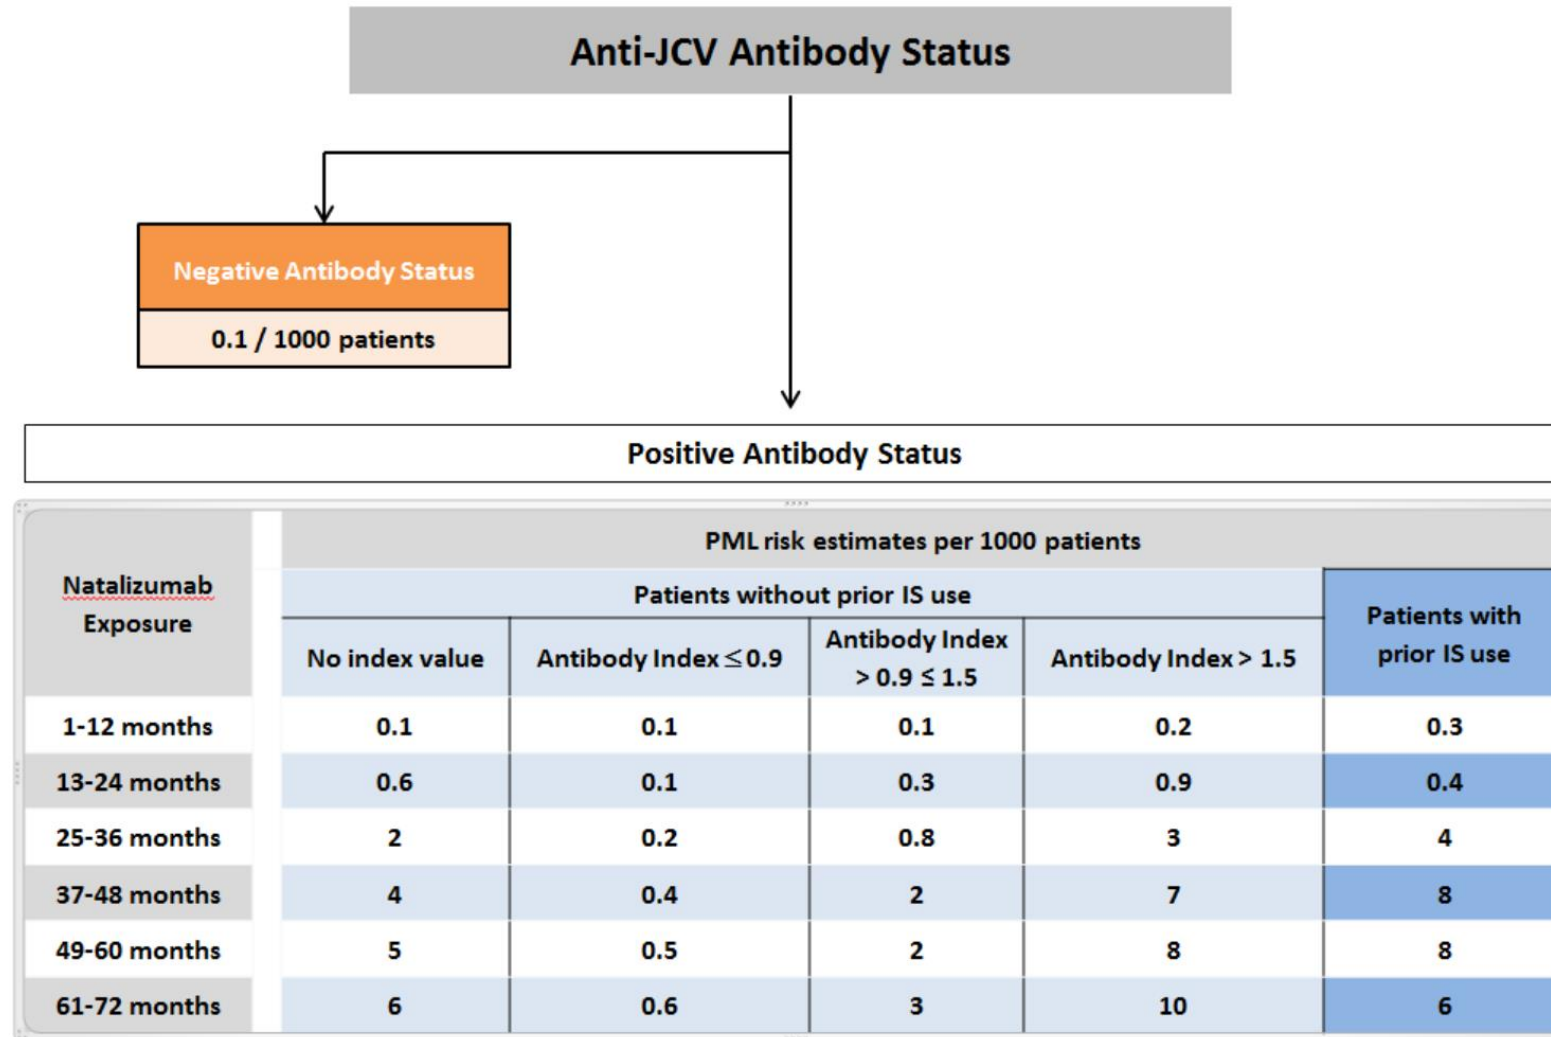 Anti-JCV Antibody Status
Negative Antibody Status
0.1 / 1000 patients
Positive Antibody Status
Natalizumab
Exposure
PML risk estimates per 1000 patients
Patients without prior IS use
Patients with
prior IS use
No index value
Antibody Index ≤ 0.9
Antibody Index
> 0.9 ≤ 1.5
Antibody Index > 1.5
1-12 months 0.1 0.1 0.1 0.2 0.3
13-24 months 0.6 0.1 0.3 0.9 0.4
25-36 months 2 0.2 0.8 3 4
37-48 months 4 0.4 2 7 8
49-60 months 5 0.5 2 8 8
61-72 months 6 0.6 3 10 6